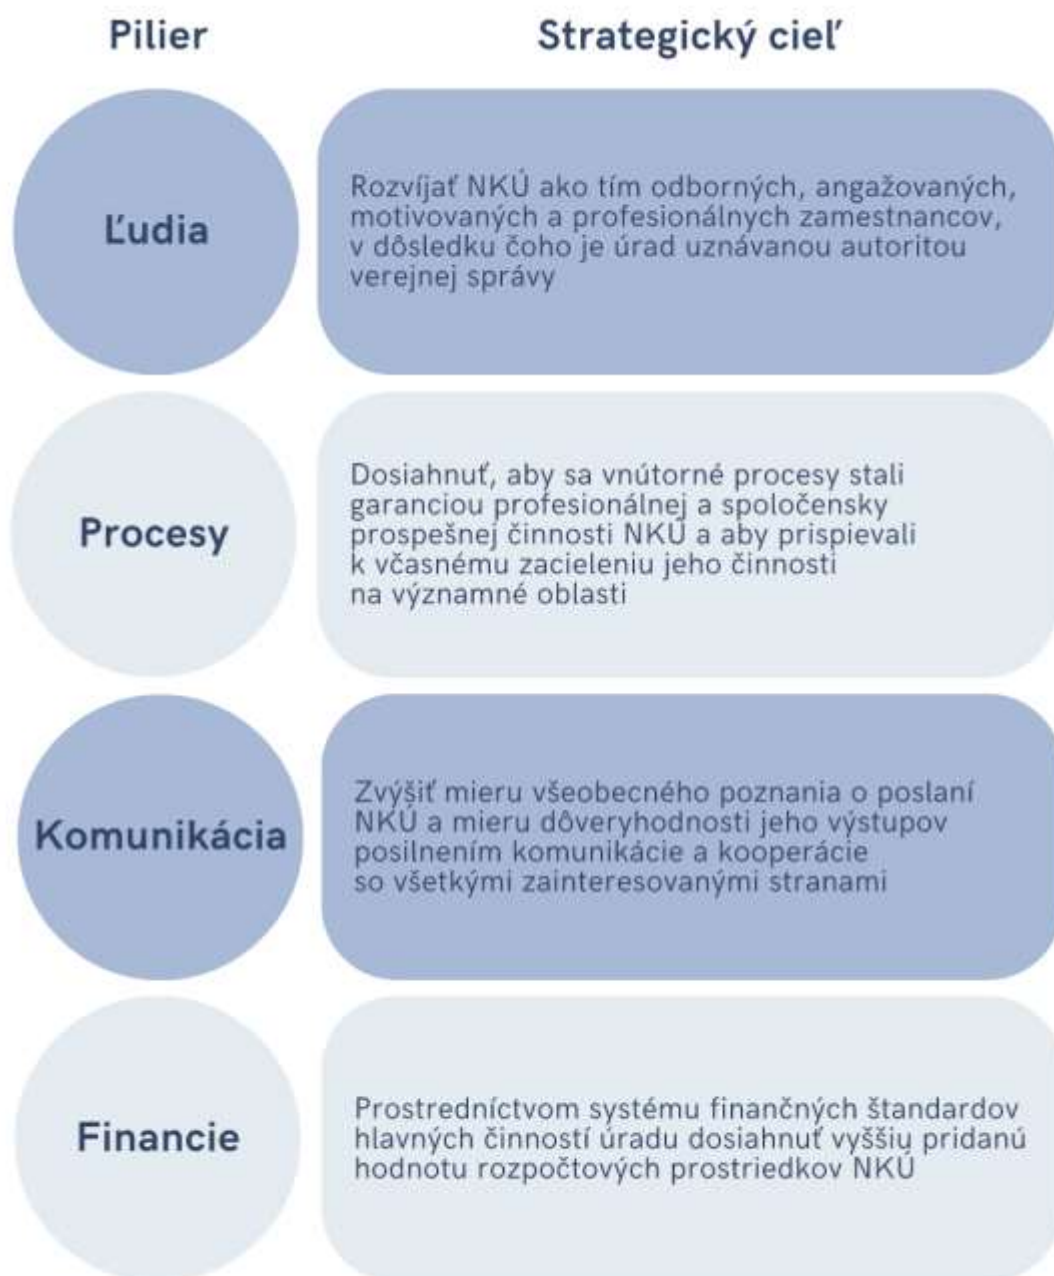 Pilier
Strategický cieľ
Ľudia
Rozvíjať NKÚ ako tím odborných, angažovaných,
motivovaných a profesionálnych zamestnancov,
v dôsledku čoho je úrad uznávanou autoritou
verejnej správy
Procesy
Dosiahnuť, aby sa vnútorné procesy stali
garanciou profesionálnej a spoločensky
prospešnej činnosti NKÚ a aby prispievali
k včasnému zacieleniu jeho činnosti
na významné oblasti
Komunikácia
Zvýšiť mieru všeobecného poznania o poslaní
NKÚ a mieru dôveryhodnosti jeho výstupov
posilnením komunikácie a kooperácie
so všetkými zainteresovanými stranami
Financie
Prostredníctvom systému finančných štandardov
hlavných činností úradu dosiahnuť vyššiu pridanú
hodnotu rozpočtových prostriedkov NKÚ